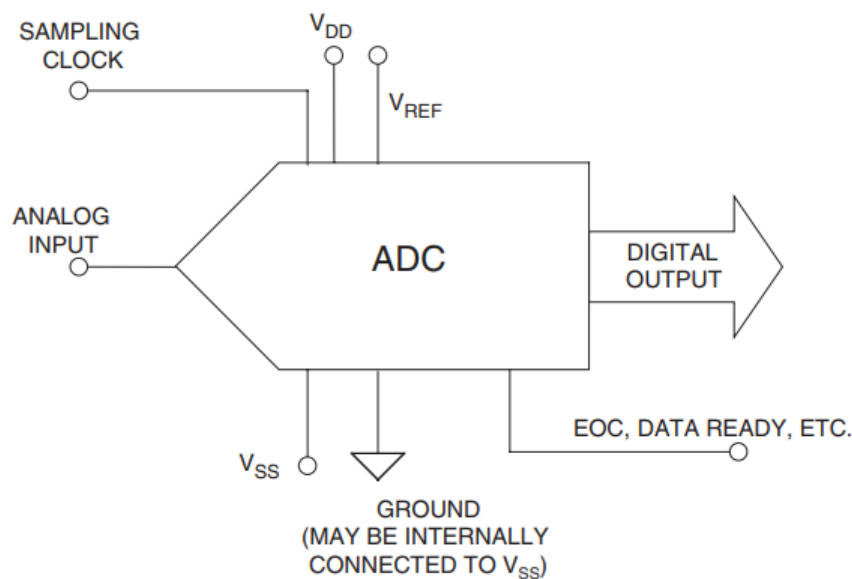 SAMPLING
CLOCK
V_DD
V_REF
ANALOG
INPUT
ADC
DIGITAL
OUTPUT
V_SS
EOC, DATA READY, ETC.
GROUND
(MAY BE INTERNALLY
CONNECTED TO V_SS)